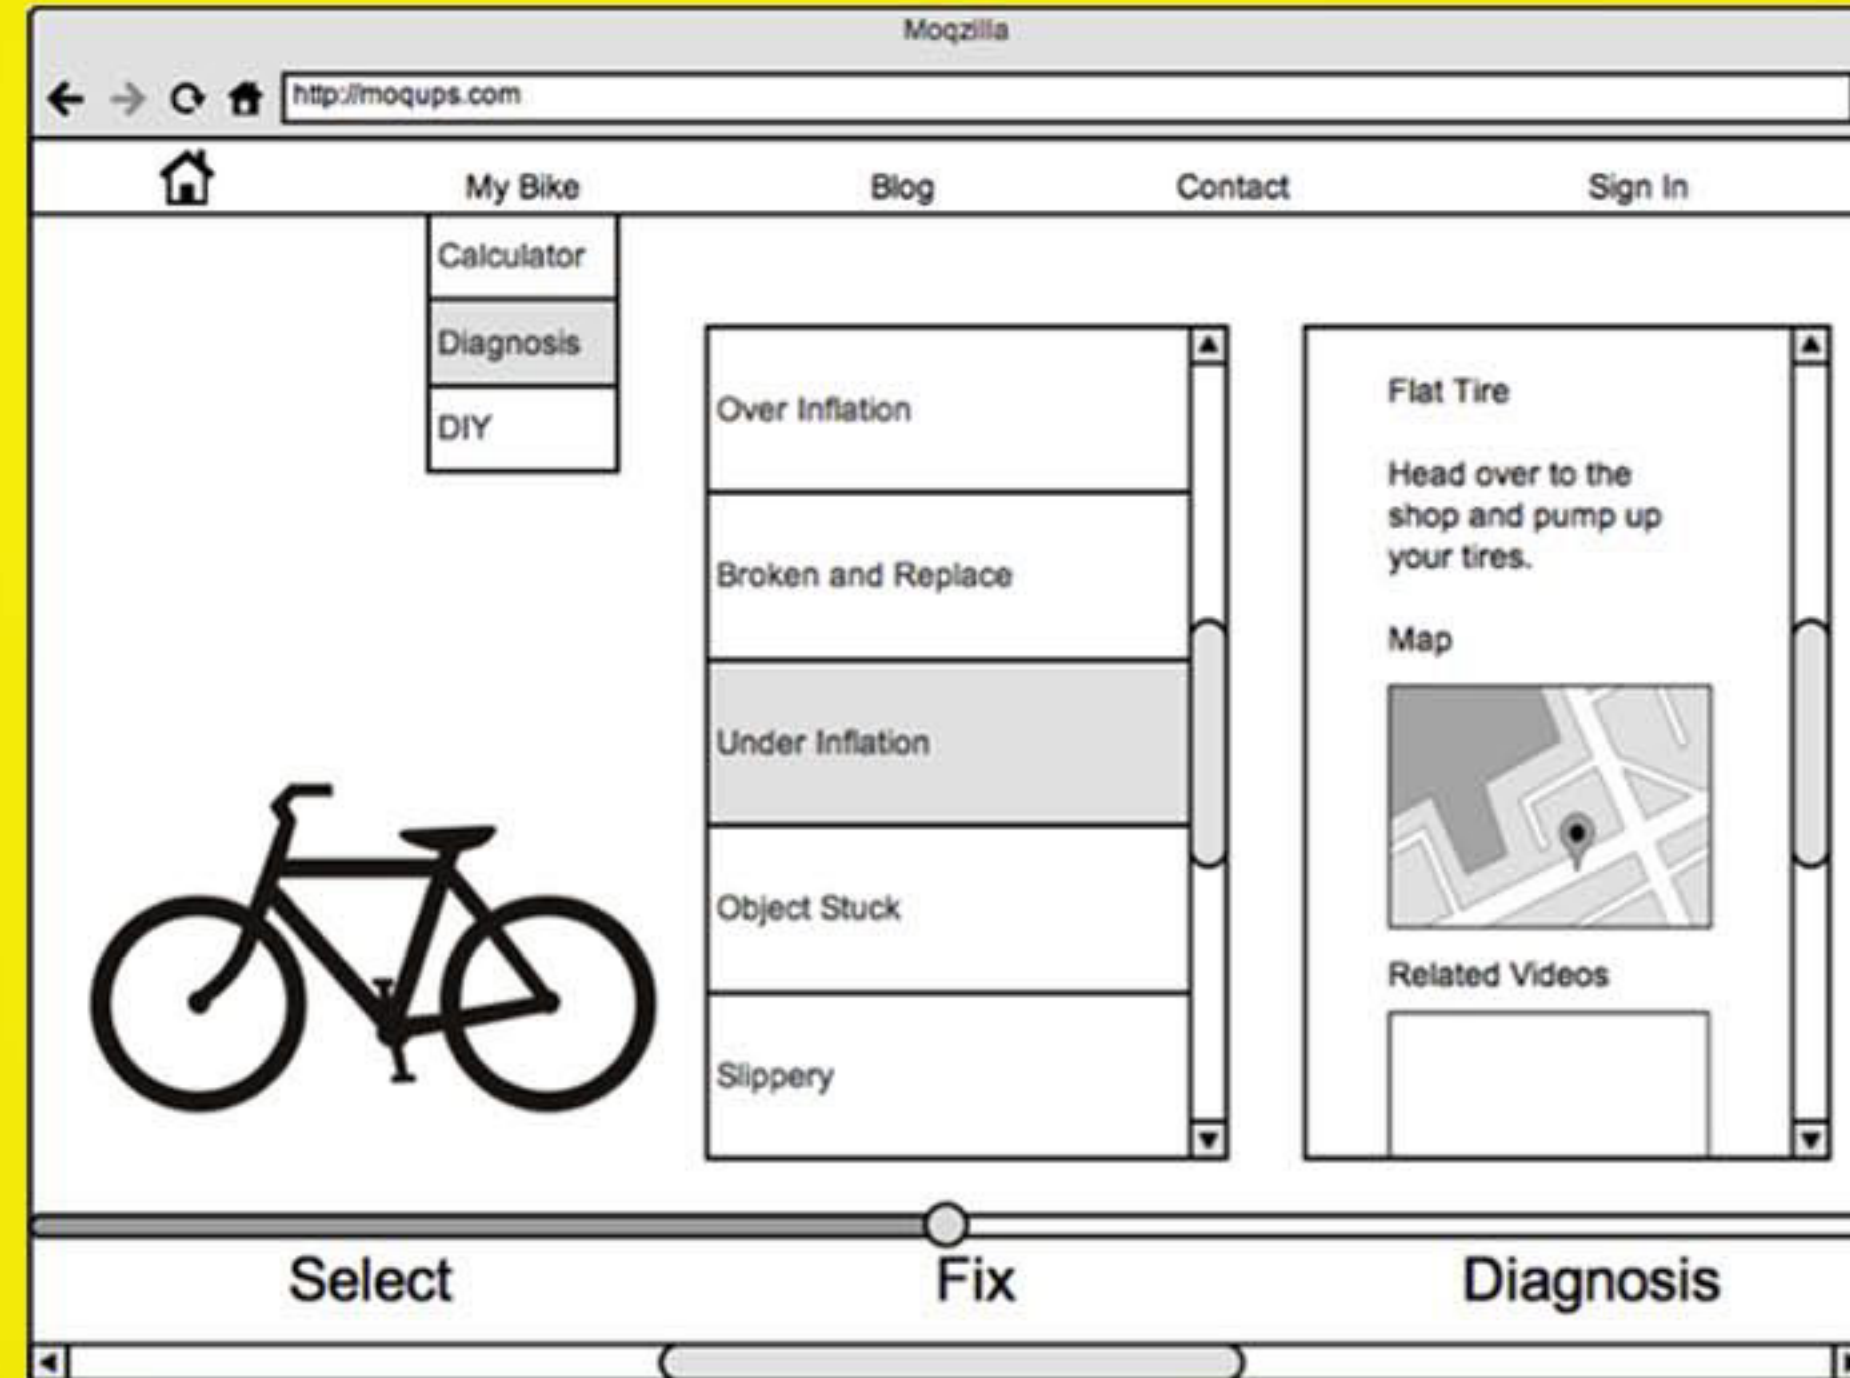 Moqzilla
http://moqups.com
My Bike Blog Contact Sign In
Calculator
Diagnosis
DIY
Over Inflation
Broken and Replace
Under Inflation
Object Stuck
Slippery
Flat Tire
Head over to the
shop and pump up
your tires.
Map
Related Videos
Select Fix Diagnosis